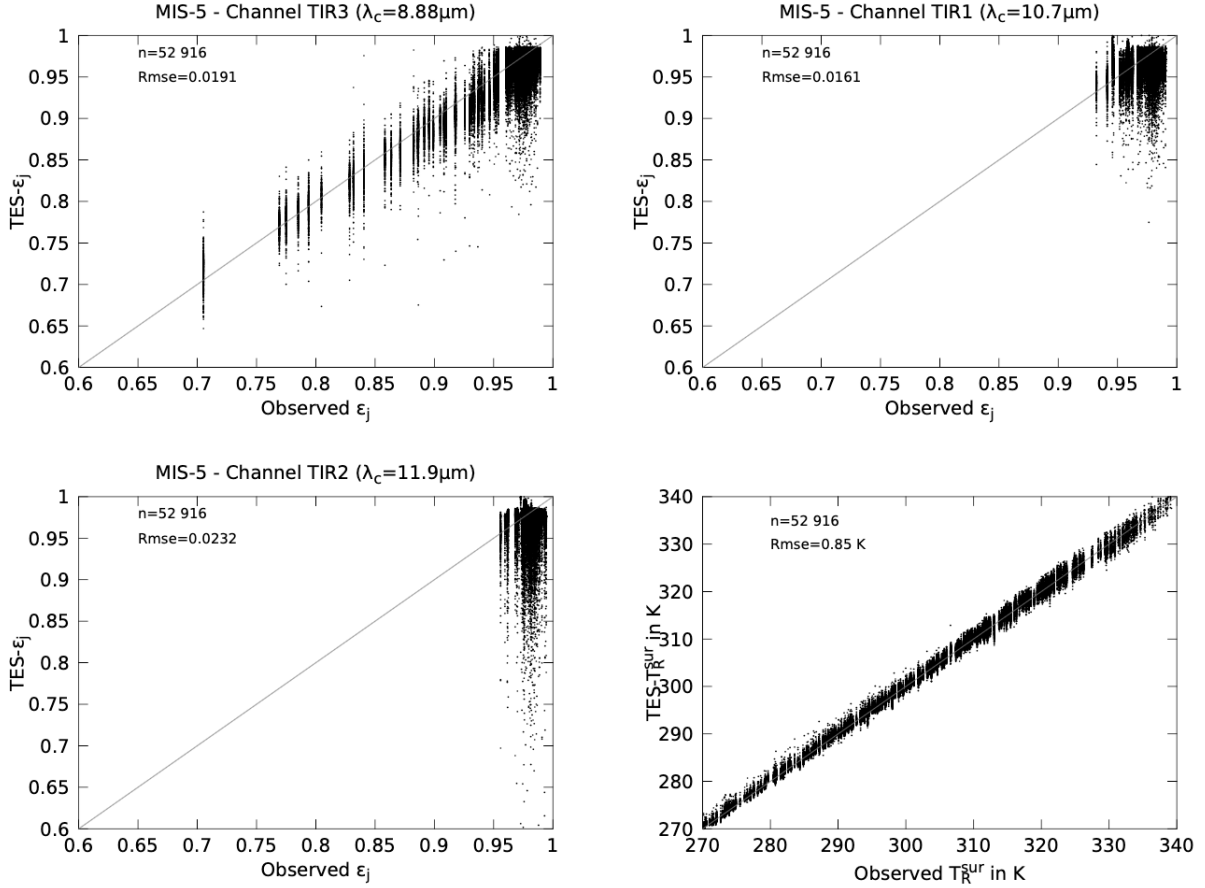 MIS-5 - Channel TIR3 (λc=8.88μm)
n=52 916
Rmse=0.0191
TES-εj
1
0.95
0.9
0.85
0.8
0.75
0.7
0.65
0.6
0.6 0.65 0.7 0.75 0.8 0.85 0.9 0.95 1
Observed εj
MIS-5 - Channel TIR1 (λc=10.7μm)
n=52 916
Rmse=0.0161
TES-εj
1
0.95
0.9
0.85
0.8
0.75
0.7
0.65
0.6
0.6 0.65 0.7 0.75 0.8 0.85 0.9 0.95 1
Observed εj
MIS-5 - Channel TIR2 (λc=11.9μm)
n=52 916
Rmse=0.0232
TES-εj
1
0.95
0.9
0.85
0.8
0.75
0.7
0.65
0.6
0.6 0.65 0.7 0.75 0.8 0.85 0.9 0.95 1
Observed εj
n=52 916
Rmse=0.85 K
TES-TRsur in K
340
330
320
310
300
290
280
270
270 280 290 300 310 320 330 340
Observed TRsur in K